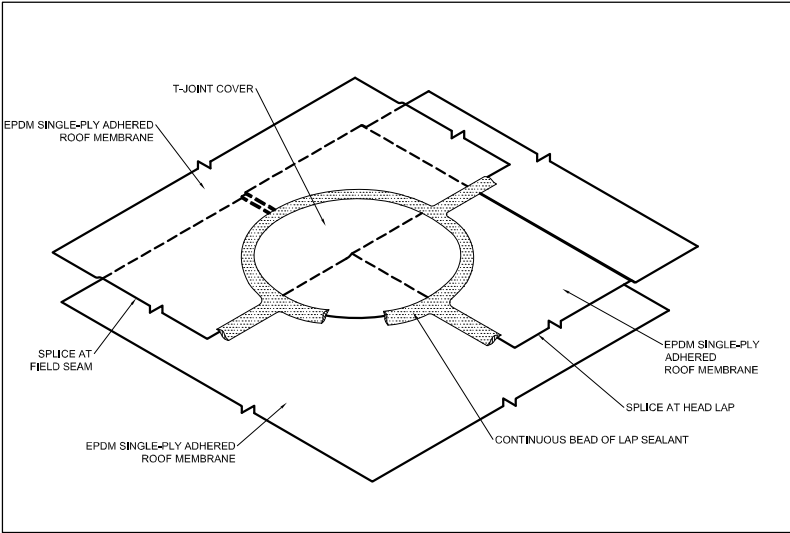 T-JOINT COVER
EPDM SINGLE-PLY ADHERED
ROOF MEMBRANE
SPLICE AT
FIELD SEAM
EPDM SINGLE-PLY
ADHERED
ROOF MEMBRANE
SPLICE AT HEAD LAP
EPDM SINGLE-PLY ADHERED
ROOF MEMBRANE
CONTINUOUS BEAD OF LAP SEALANT